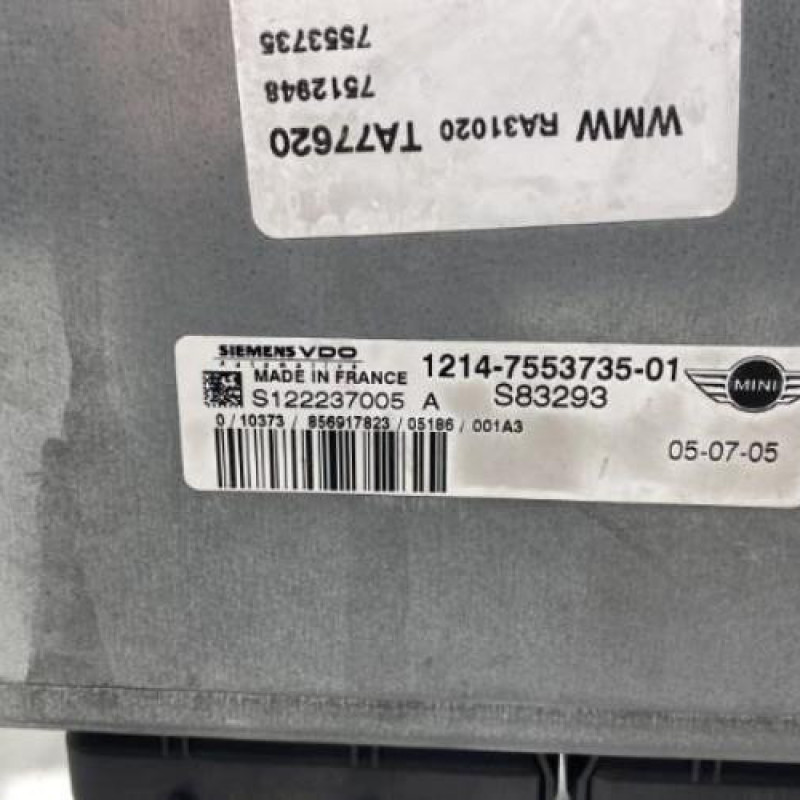 WMW RA31020 TA77620
7512948
7553735
SIEMENS VDO
Automotive
MADE IN FRANCE
1214-7553735-01
MINI
S122237005 A
S83293
0/10373/856917823/05186/001A3
05-07-05